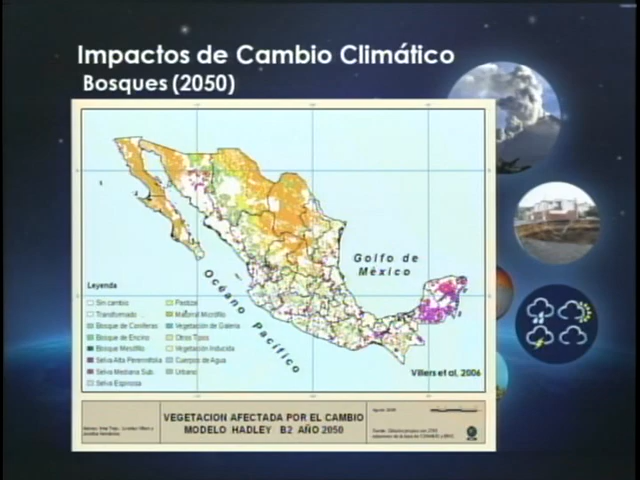 Impactos de Cambio Climático
Bosques (2050)
Golfo de
México
Océano Pacífico
Leyenda
Sin cambio
Transformado
Bosque de Coníferas
Bosque de Encino
Bosque Mesófilo
Selva Alta Perennifolia
Selva Mediana Sub.
Selva Espinosa
Pastizal
Matorral Micrófilo
Vegetación de Galería
Otros Tipos
Vegetación Inducida
Cuerpos de Agua
Urbano
Villers et al, 2006
VEGETACION AFECTADA POR EL CAMBIO
MODELO HADLEY B2 AÑO 2050